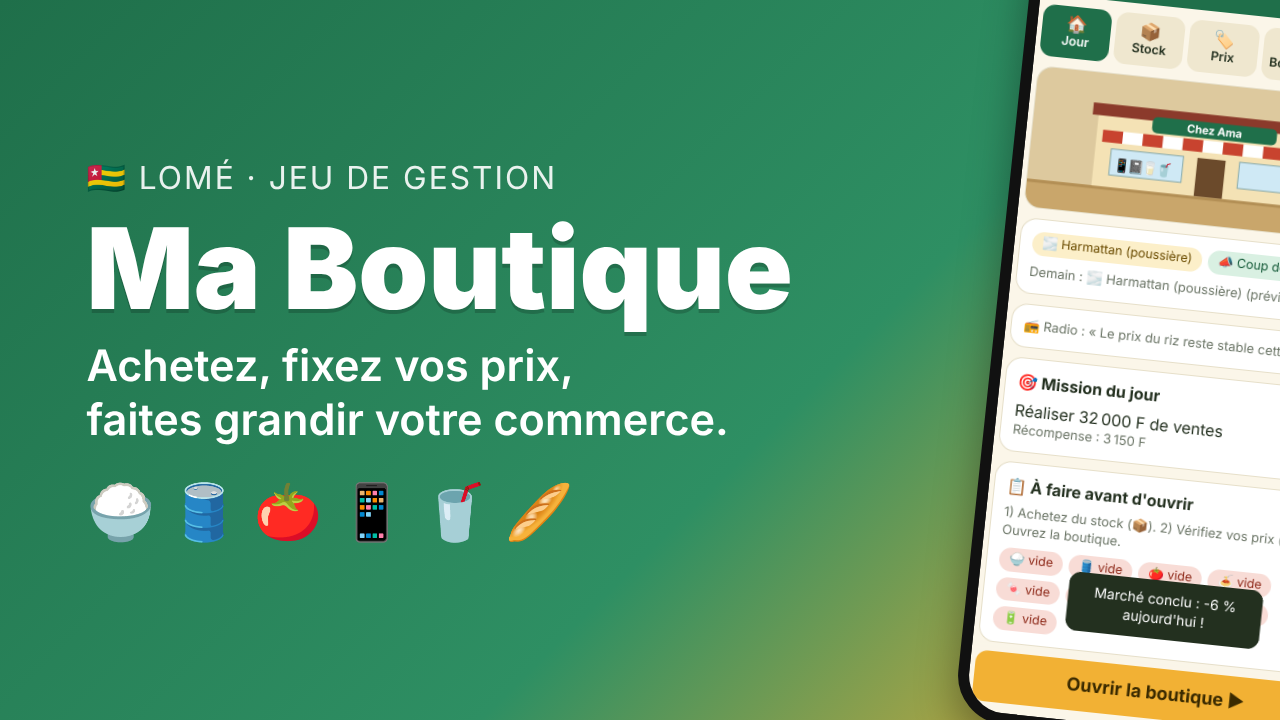 LOMÉ · JEU DE GESTION
Ma Boutique
Achetez, fixez vos prix,
faites grandir votre commerce.
Jour
Stock
Prix
Chez Ama
Harmattan (poussière)
Coup
Demain : Harmattan (poussière)
Radio : « Le prix du riz reste stable
Mission du jour
Réaliser 32 000 F de ventes
Récompense : 3 150 F
À faire avant d'ouvrir
1) Achetez du stock (📦). 2) Vérifiez vos prix
Ouvrez la boutique.
vide
vide
vide
vide
vide
vide
Marché conclu : -6 %
aujourd'hui !
Ouvrir la boutique ▶